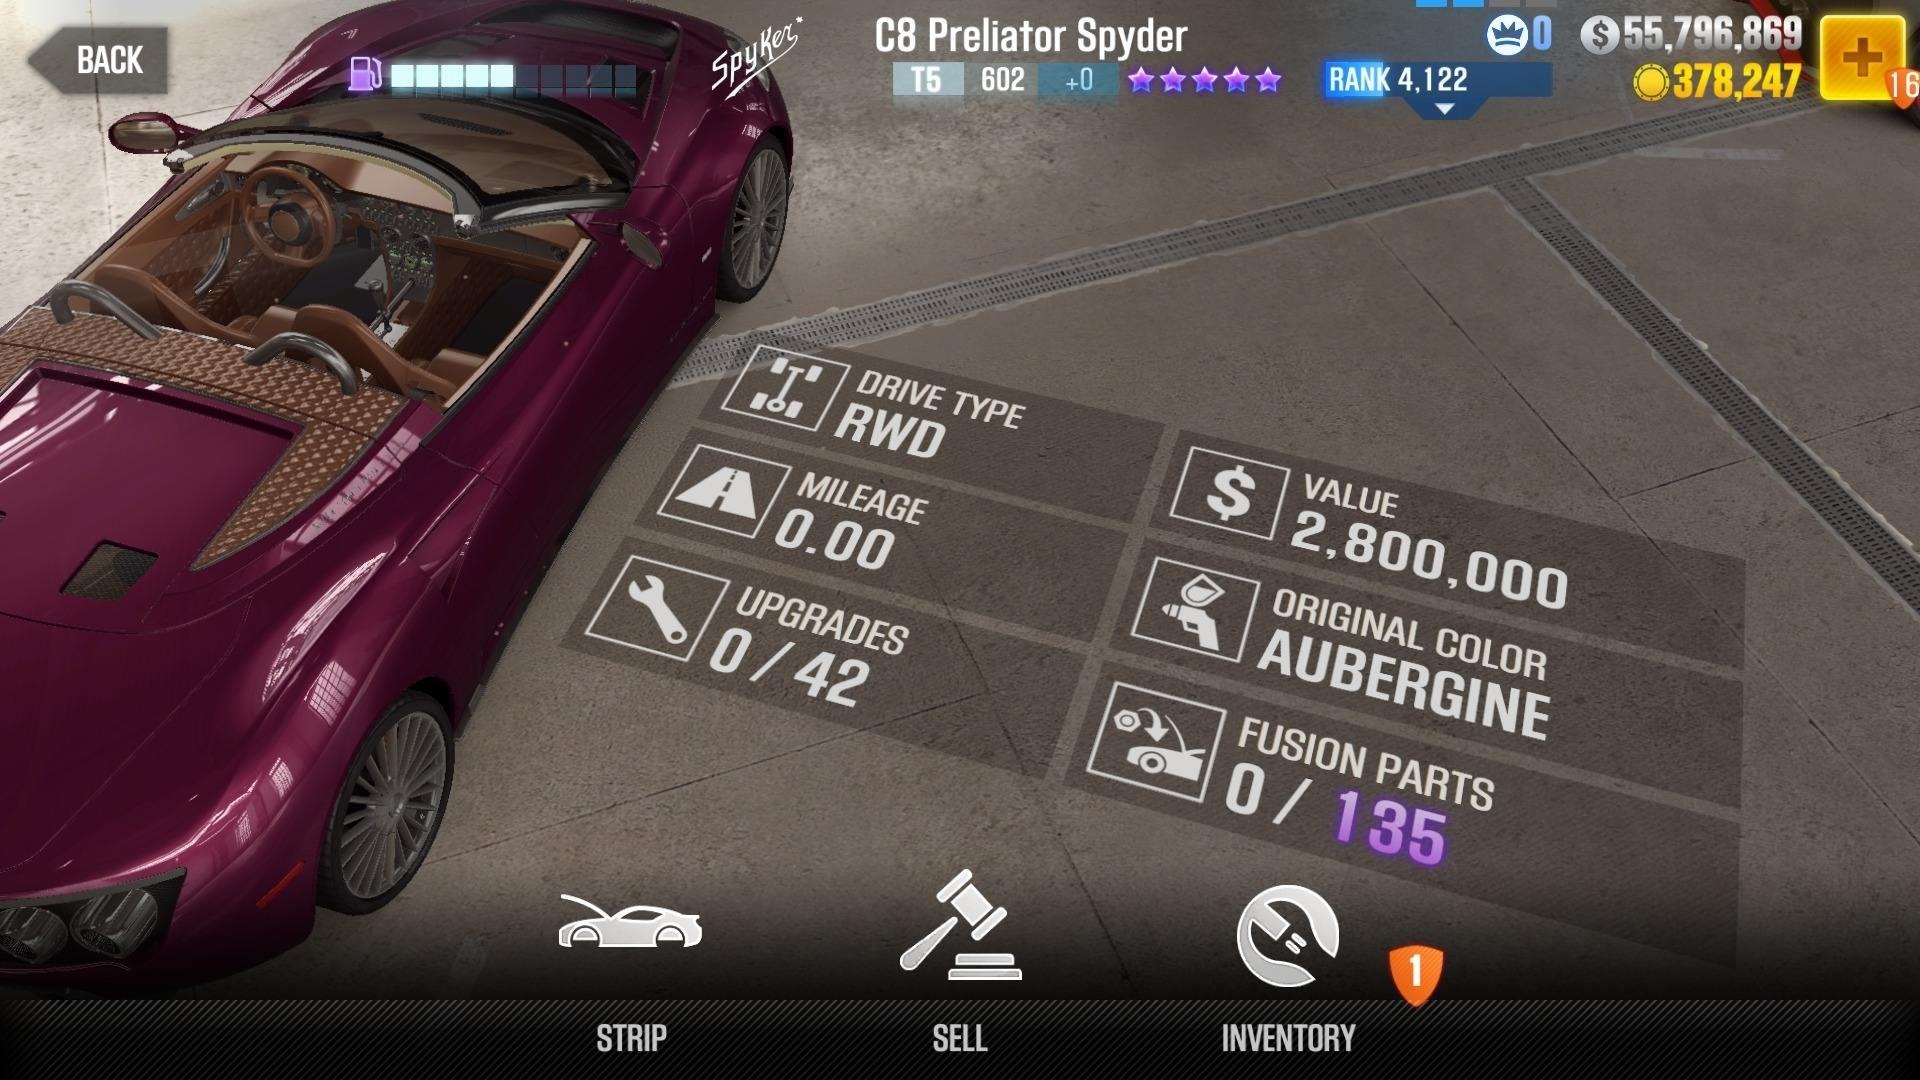 BACK
Spyker
C8 Preliator Spyder
T5 602 +0
RANK 4,122
0
55,796,869
378,247
16
DRIVE TYPE
RWD
MILEAGE
0.00
UPGRADES
0/42
VALUE
2,800,000
ORIGINAL COLOR
AUBERGINE
FUSION PARTS
0/135
1
STRIP
SELL
INVENTORY